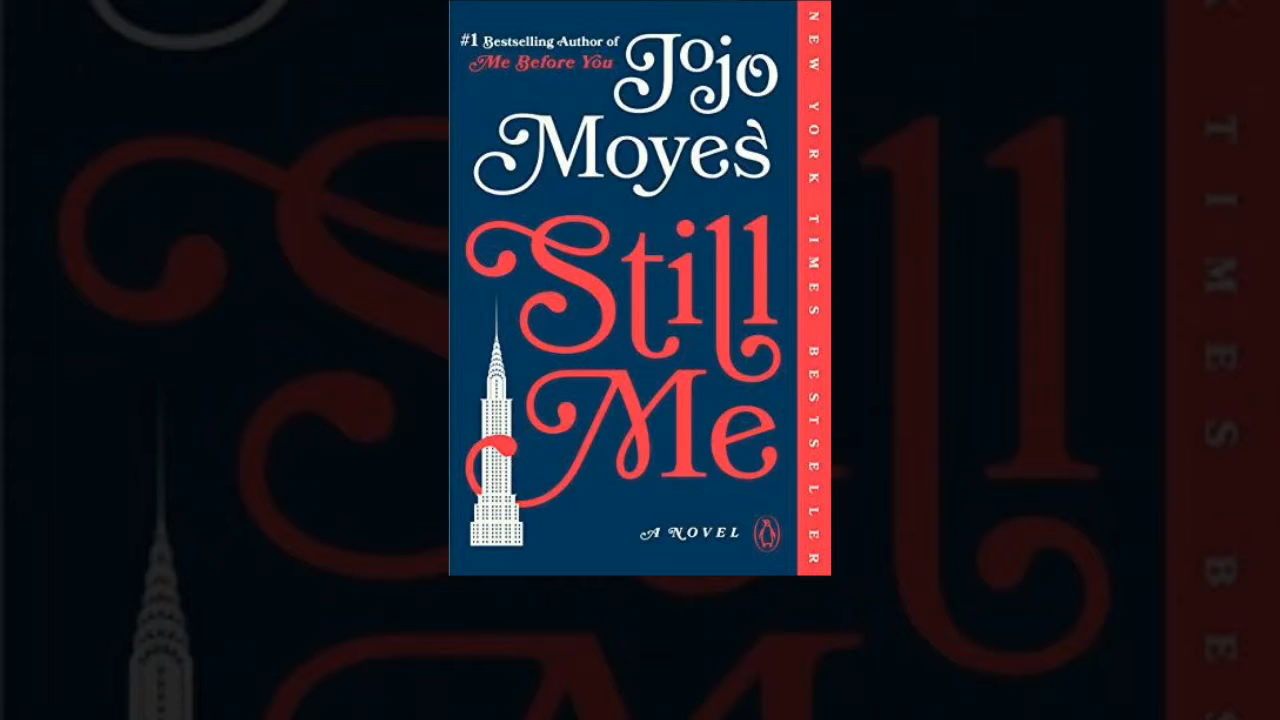 #1 Bestselling Author of
Me Before You
Jojo
Moyes
Still
Me
A NOVEL
NEW YORK TIMES BESTSELLER